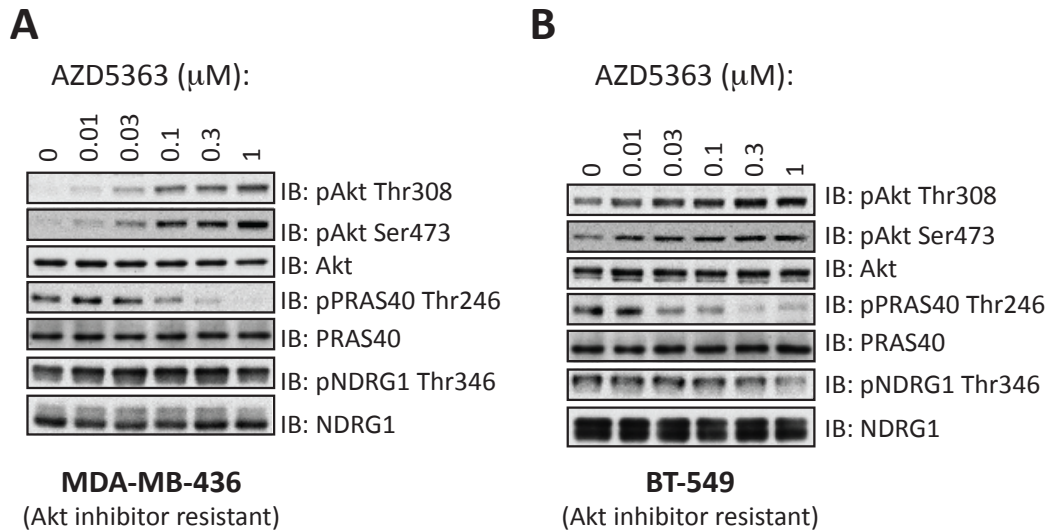 A
AZD5363 (μM):
0 0.01 0.03 0.1 0.3 1
IB: pAkt Thr308
IB: pAkt Ser473
IB: Akt
IB: pPRAS40 Thr246
IB: PRAS40
IB: pNDRG1 Thr346
IB: NDRG1
MDA-MB-436
(Akt inhibitor resistant)
B
AZD5363 (μM):
0 0.01 0.03 0.1 0.3 1
IB: pAkt Thr308
IB: pAkt Ser473
IB: Akt
IB: pPRAS40 Thr246
IB: PRAS40
IB: pNDRG1 Thr346
IB: NDRG1
BT-549
(Akt inhibitor resistant)